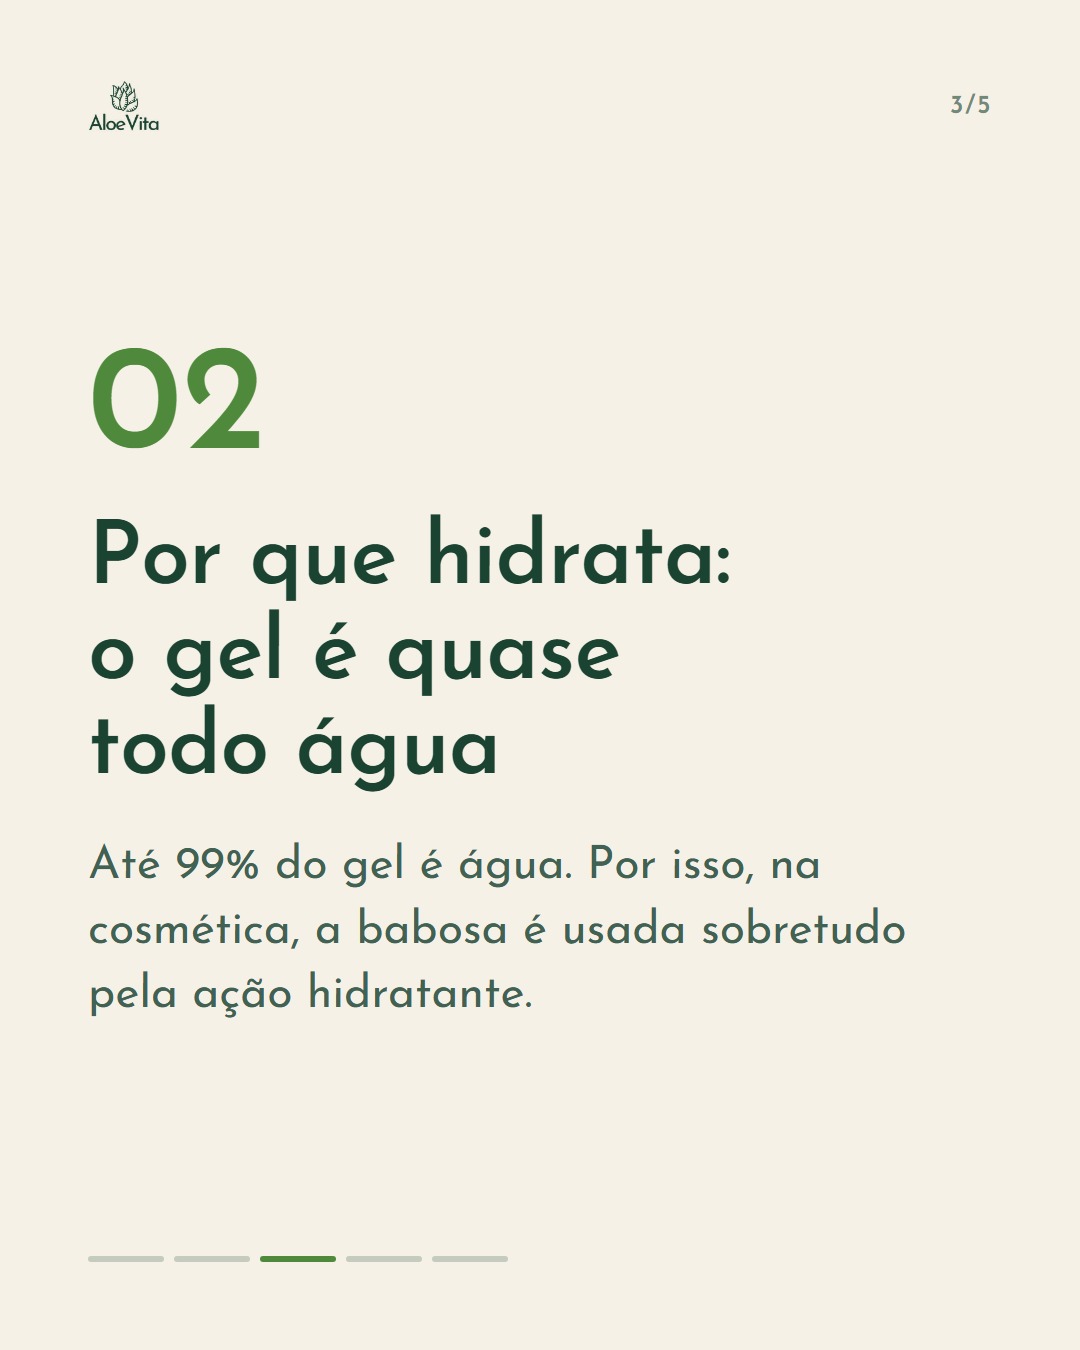 AloeVita
3/5
02
Por que hidrata:
o gel é quase
todo água
Até 99% do gel é água. Por isso, na
cosmética, a babosa é usada sobretudo
pela ação hidratante.